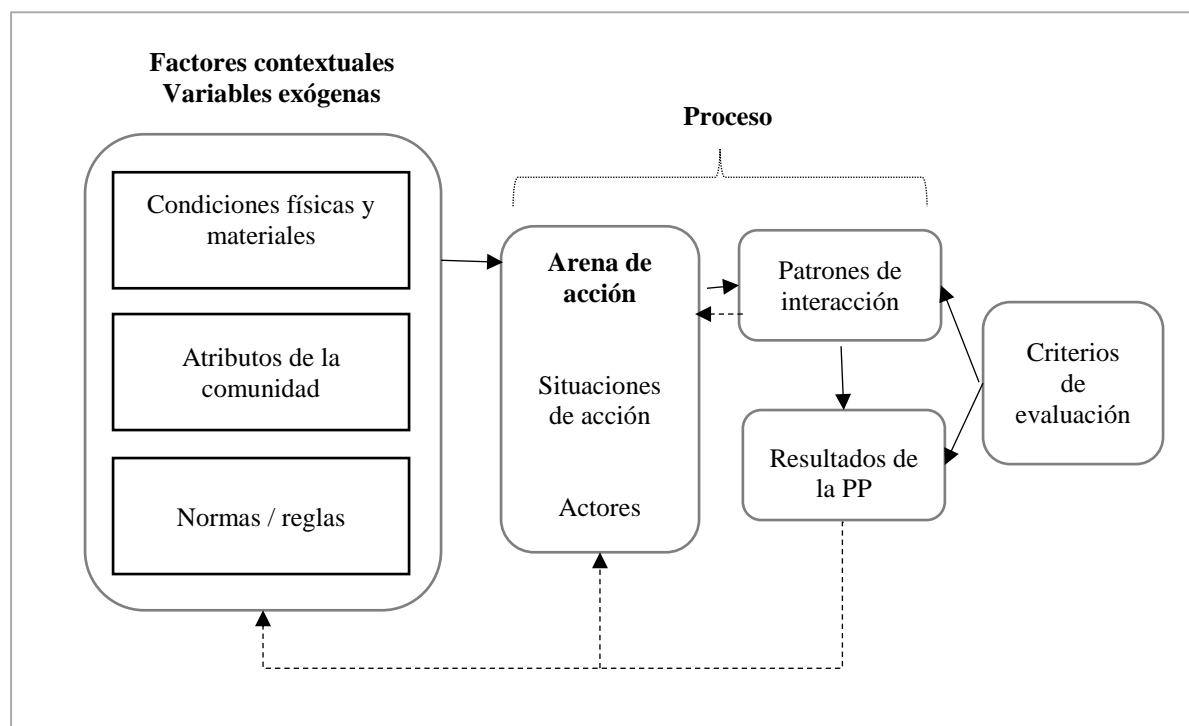 Factores contextuales
Variables exógenas
Proceso
Condiciones físicas y
materiales
Atributos de la
comunidad
Normas / reglas
Arena de
acción
Situaciones
de acción
Actores
Patrones de
interacción
Resultados de
la PP
Criterios
de
evaluación